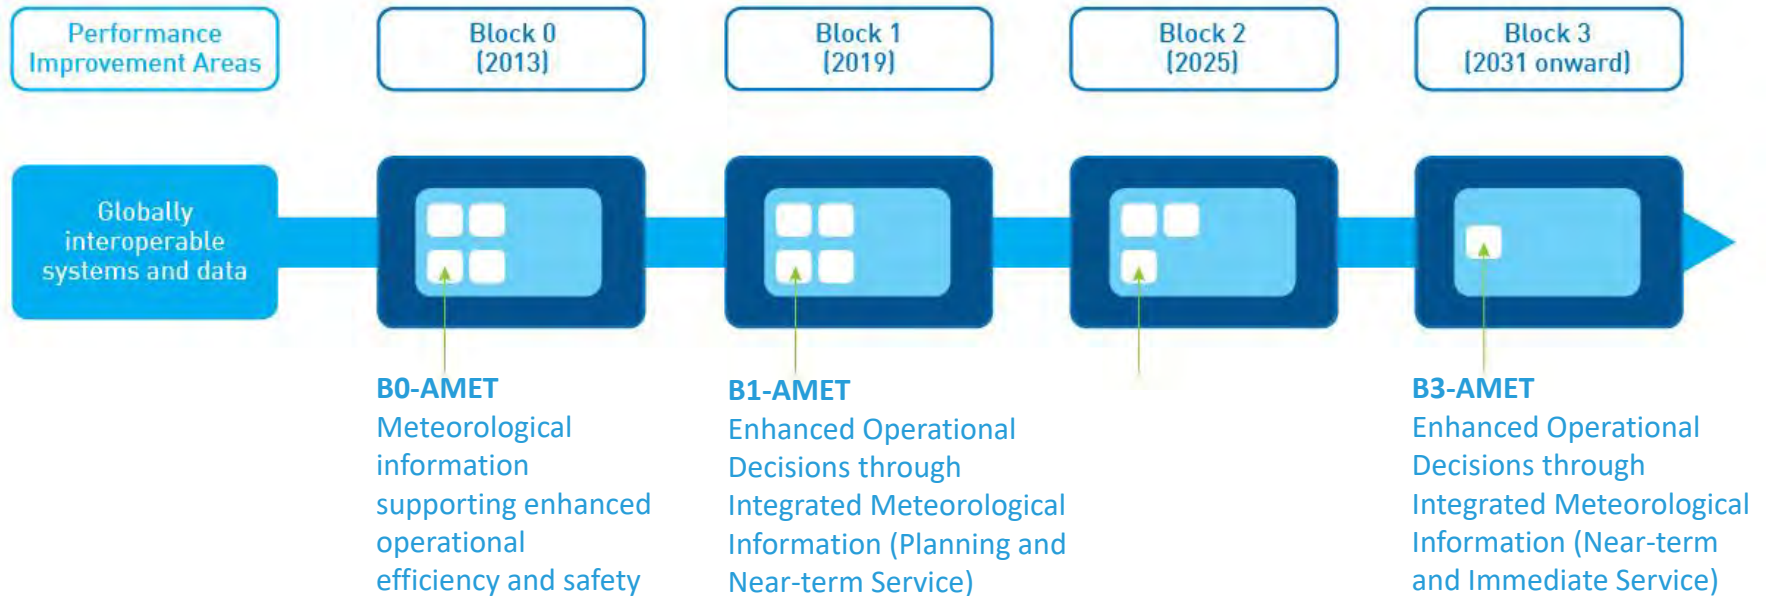 Performance
Improvement Areas
Block 0
(2013)
Block 1
(2019)
Block 2
(2025)
Block 3
(2031 onward)
Globally
interoperable
systems and data
B0-AMET
Meteorological
information
supporting enhanced
operational
efficiency and safety
B1-AMET
Enhanced Operational
Decisions through
Integrated Meteorological
Information (Planning and
Near-term Service)
B3-AMET
Enhanced Operational
Decisions through
Integrated Meteorological
Information (Near-term
and Immediate Service)